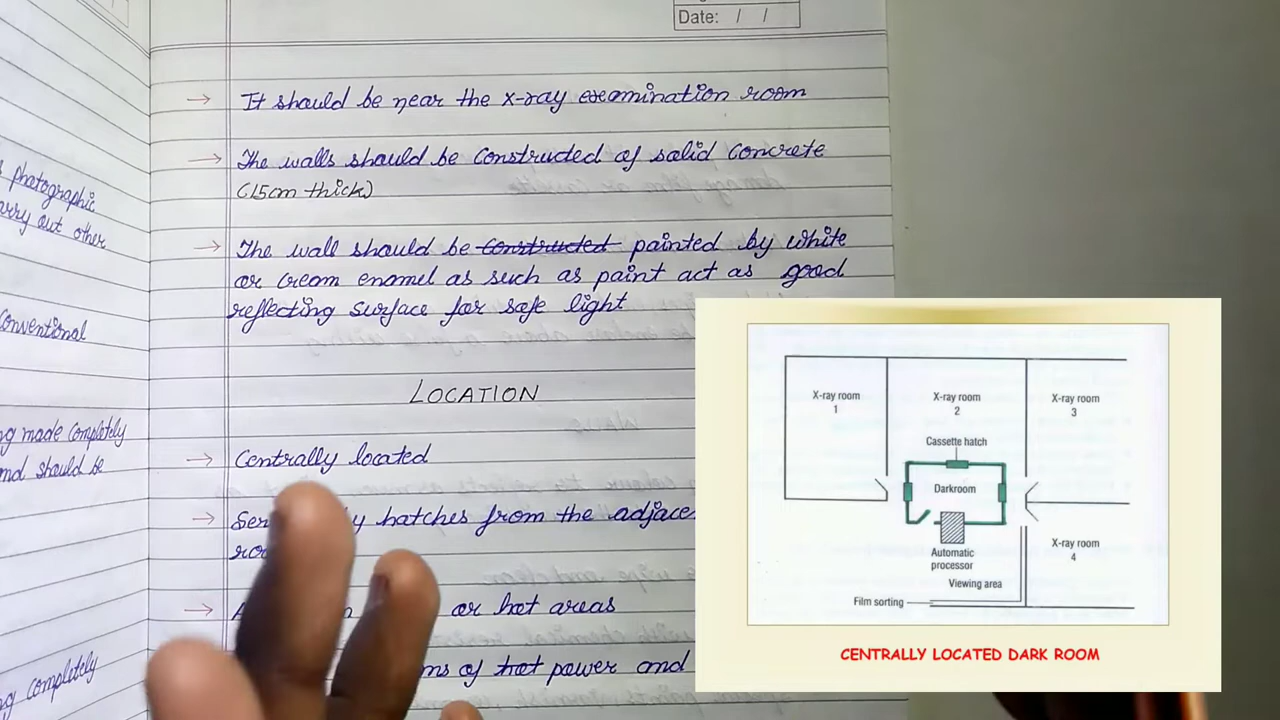 Date: / /
It should be near the x-ray examination room
The walls should be constructed of solid concrete
(15cm thick)
The wall should be constructed painted by white
or cream enamel as such as paint act as good
reflecting surface for safe light
LOCATION
Centrally located
hatches from the
or hot areas
of hot power and
photographic
carry out other
Conventional
made completely
should be
completely
X-ray room
1
X-ray room
2
X-ray room
3
Cassette hatch
Darkroom
Automatic
processor
X-ray room
4
Viewing area
Film sorting
CENTRALLY LOCATED DARK ROOM